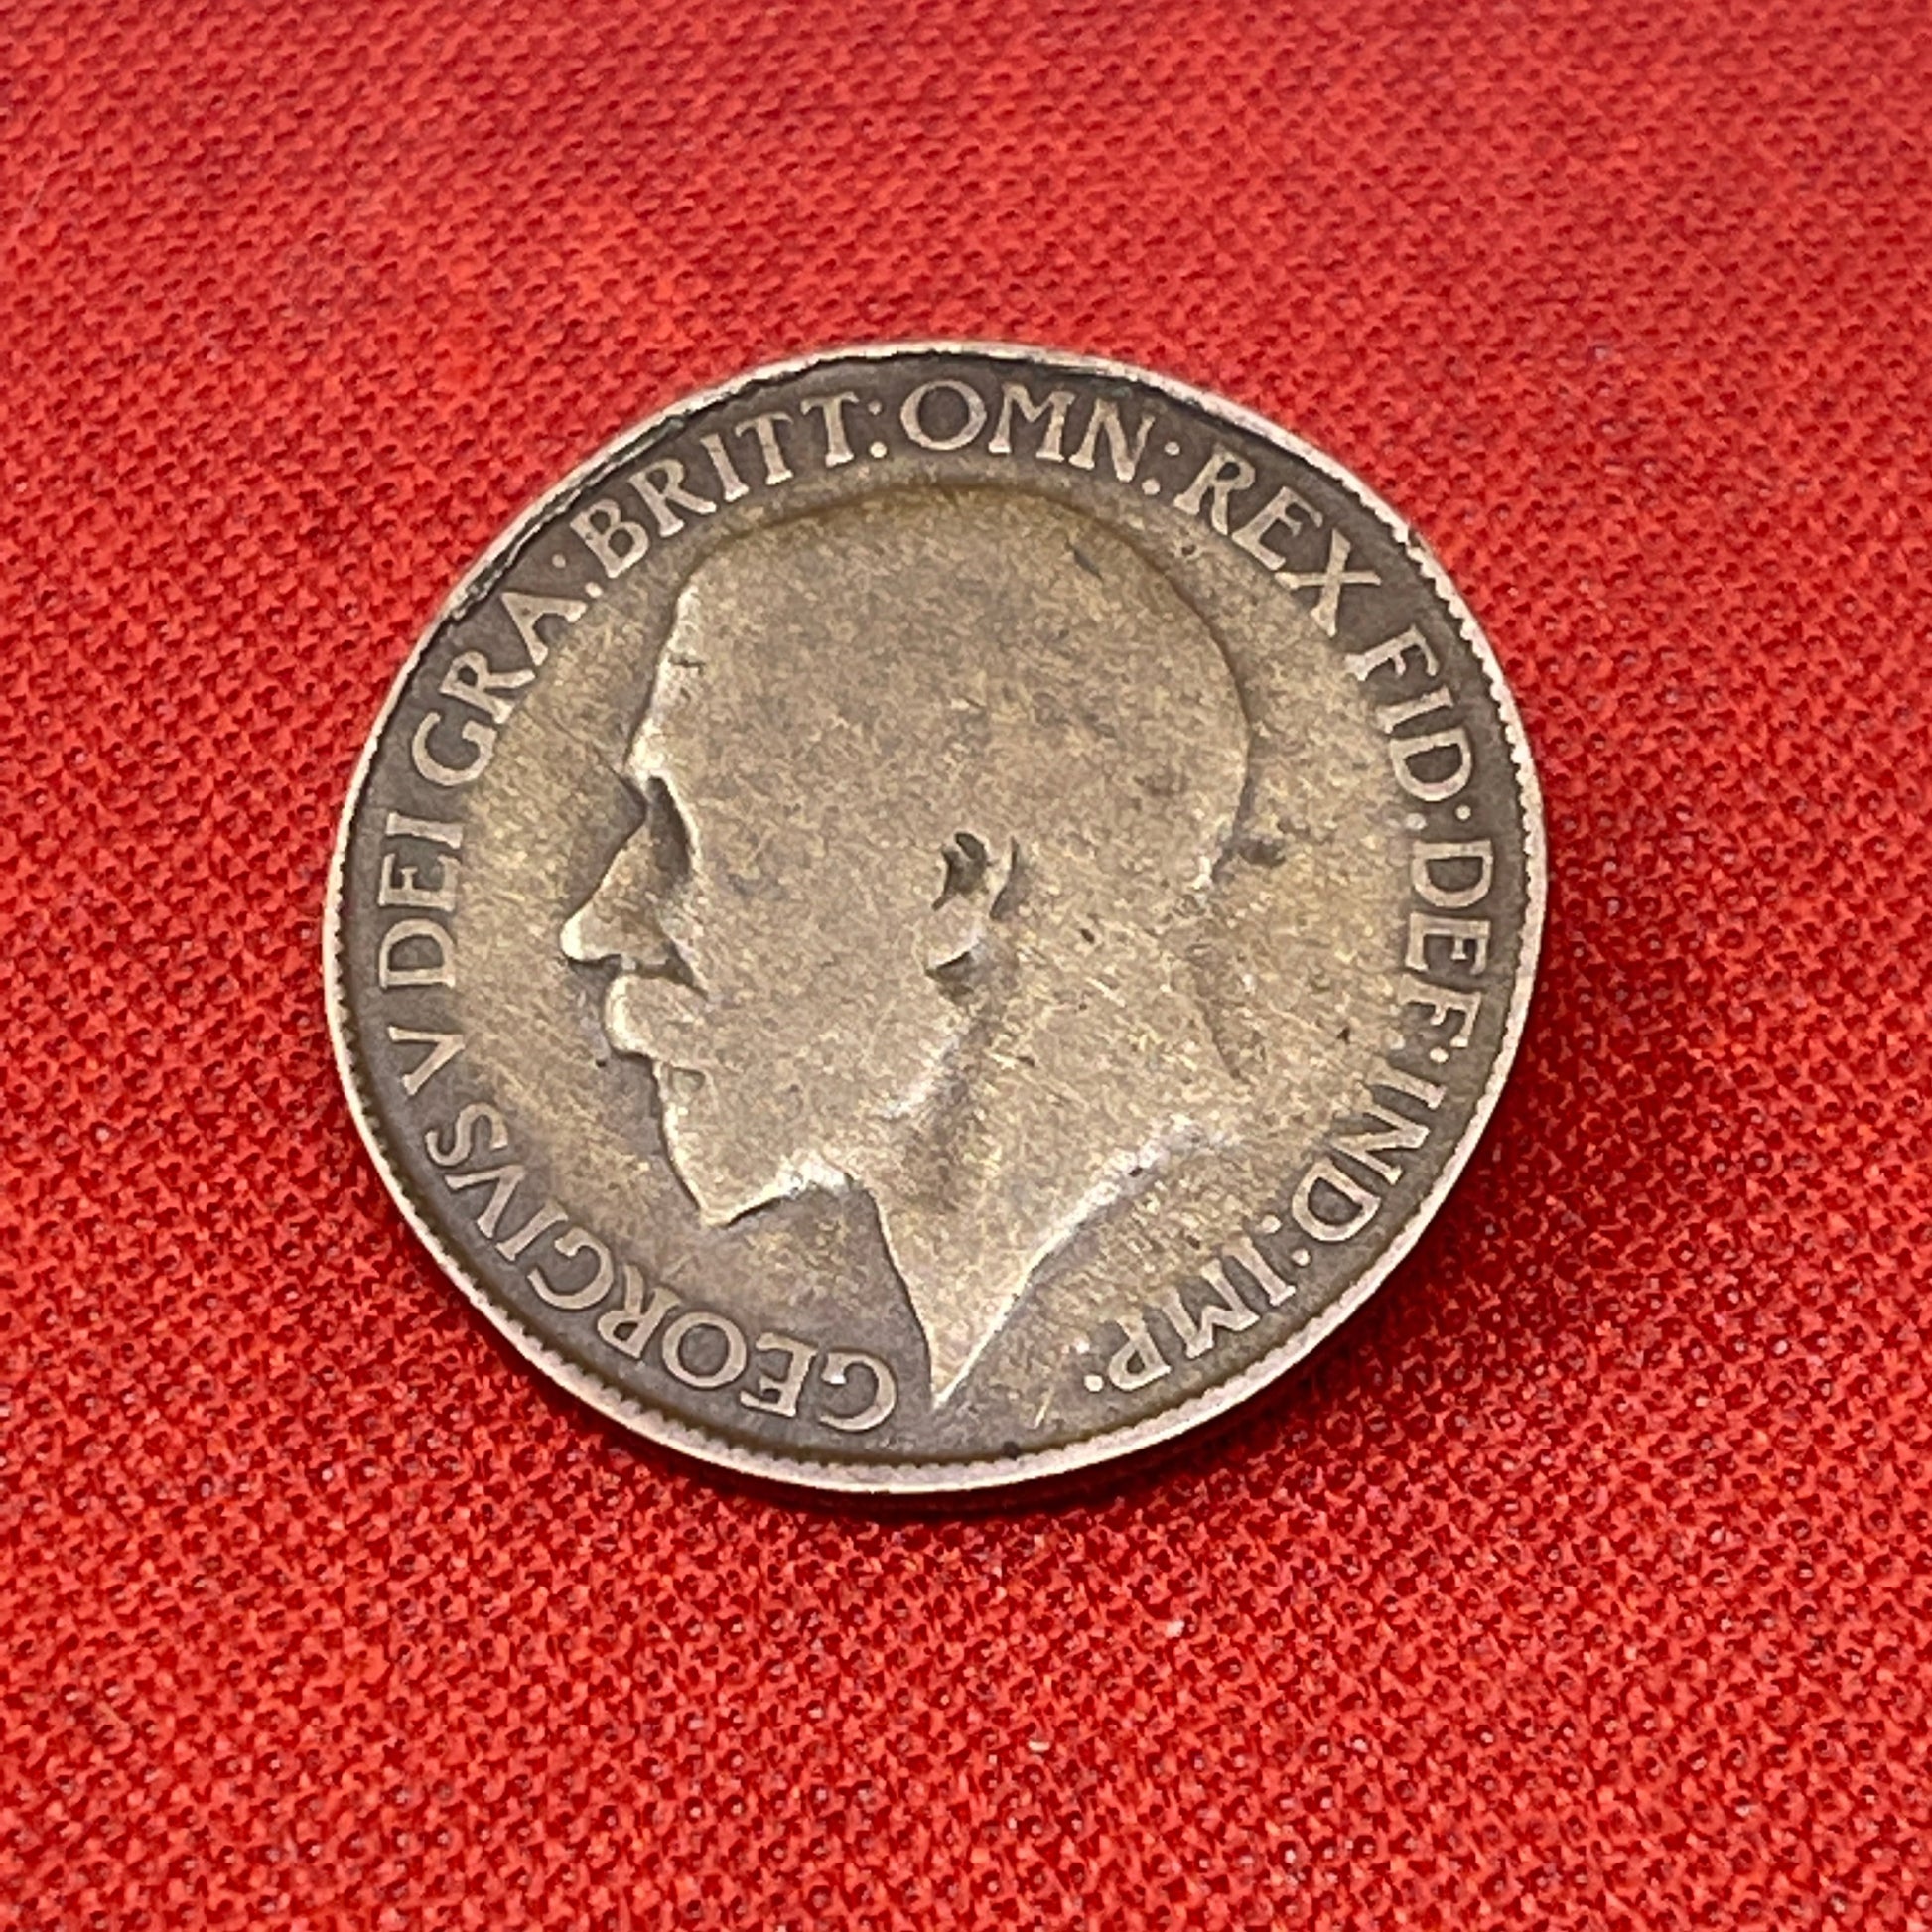 GEORGIVS V DEI GRA: BRITT: OMN: REX FID: DEF: IND: IMP: